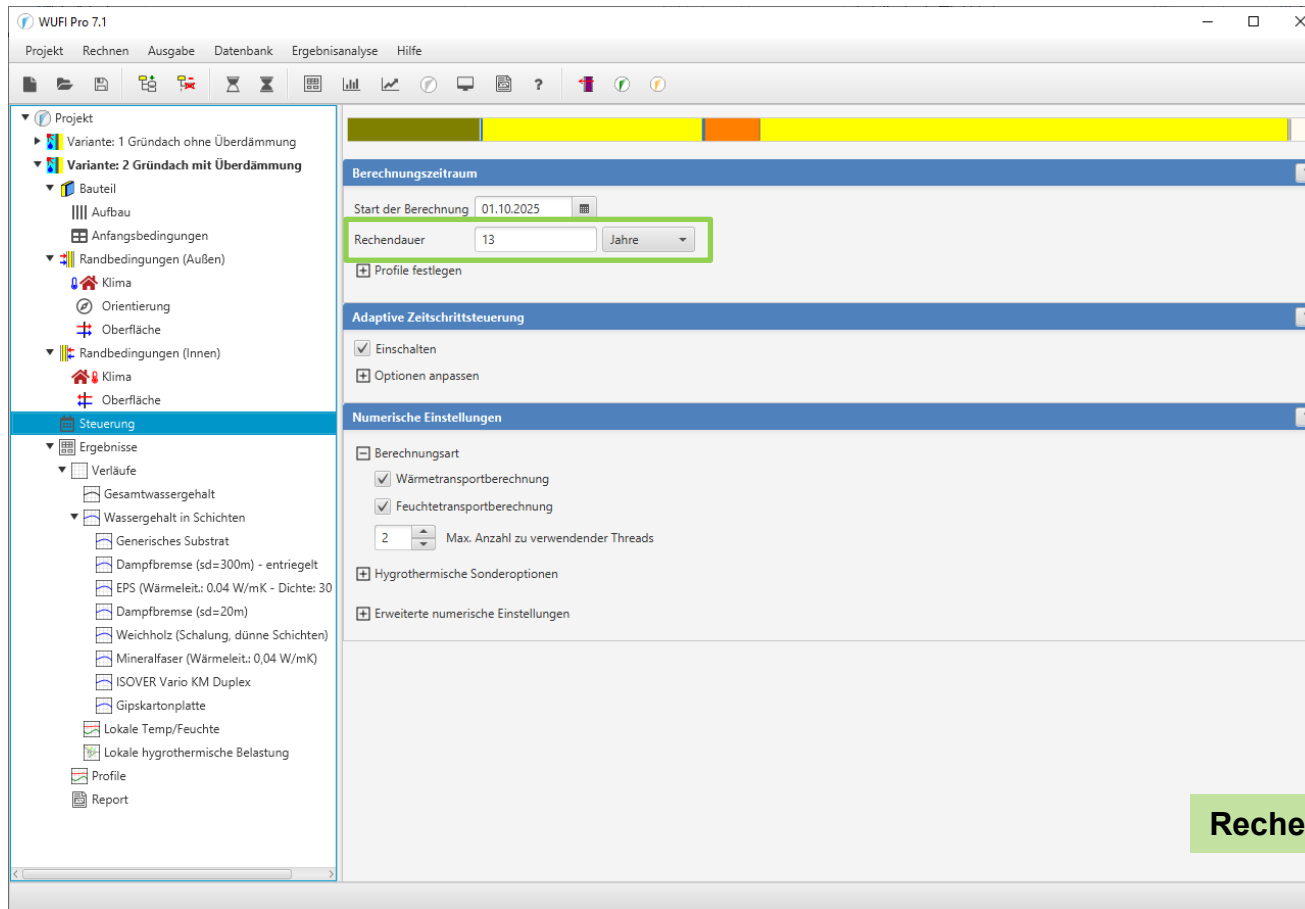 WUFI Pro 7.1
Projekt Rechnen Ausgabe Datenbank Ergebnisanalyse Hilfe
?
Projekt
Variante: 1 Gründach ohne Überdämmung
Variante: 2 Gründach mit Überdämmung
Bauteil
Aufbau
Anfangsbedingungen
Randbedingungen (Außen)
Klima
Orientierung
Oberfläche
Randbedingungen (Innen)
Klima
Oberfläche
Steuerung
Ergebnisse
Verläufe
Gesamtwassergehalt
Wassergehalt in Schichten
Generisches Substrat
Dampfbremse (sd=300m) - entriegelt
EPS (Wärmeleit.: 0.04 W/mK - Dichte: 30
Dampfbremse (sd=20m)
Weichholz (Schalung, dünne Schichten)
Mineralfaser (Wärmeleit.: 0,04 W/mK)
ISOVER Vario KM Duplex
Gipskartonplatte
Lokale Temp/Feuchte
Lokale hygrothermische Belastung
Profile
Report
Berechnungszeitraum
Start der Berechnung 01.10.2025
Rechendauer 13 Jahre
Profile festlegen
Adaptive Zeitschrittsteuerung
Einschalten
Optionen anpassen
Numerische Einstellungen
Berechnungsart
Wärmetransportberechnung
Feuchtetransportberechnung
2 Max. Anzahl zu verwendender Threads
Hygrothermische Sonderoptionen
Erweiterte numerische Einstellungen
Reche